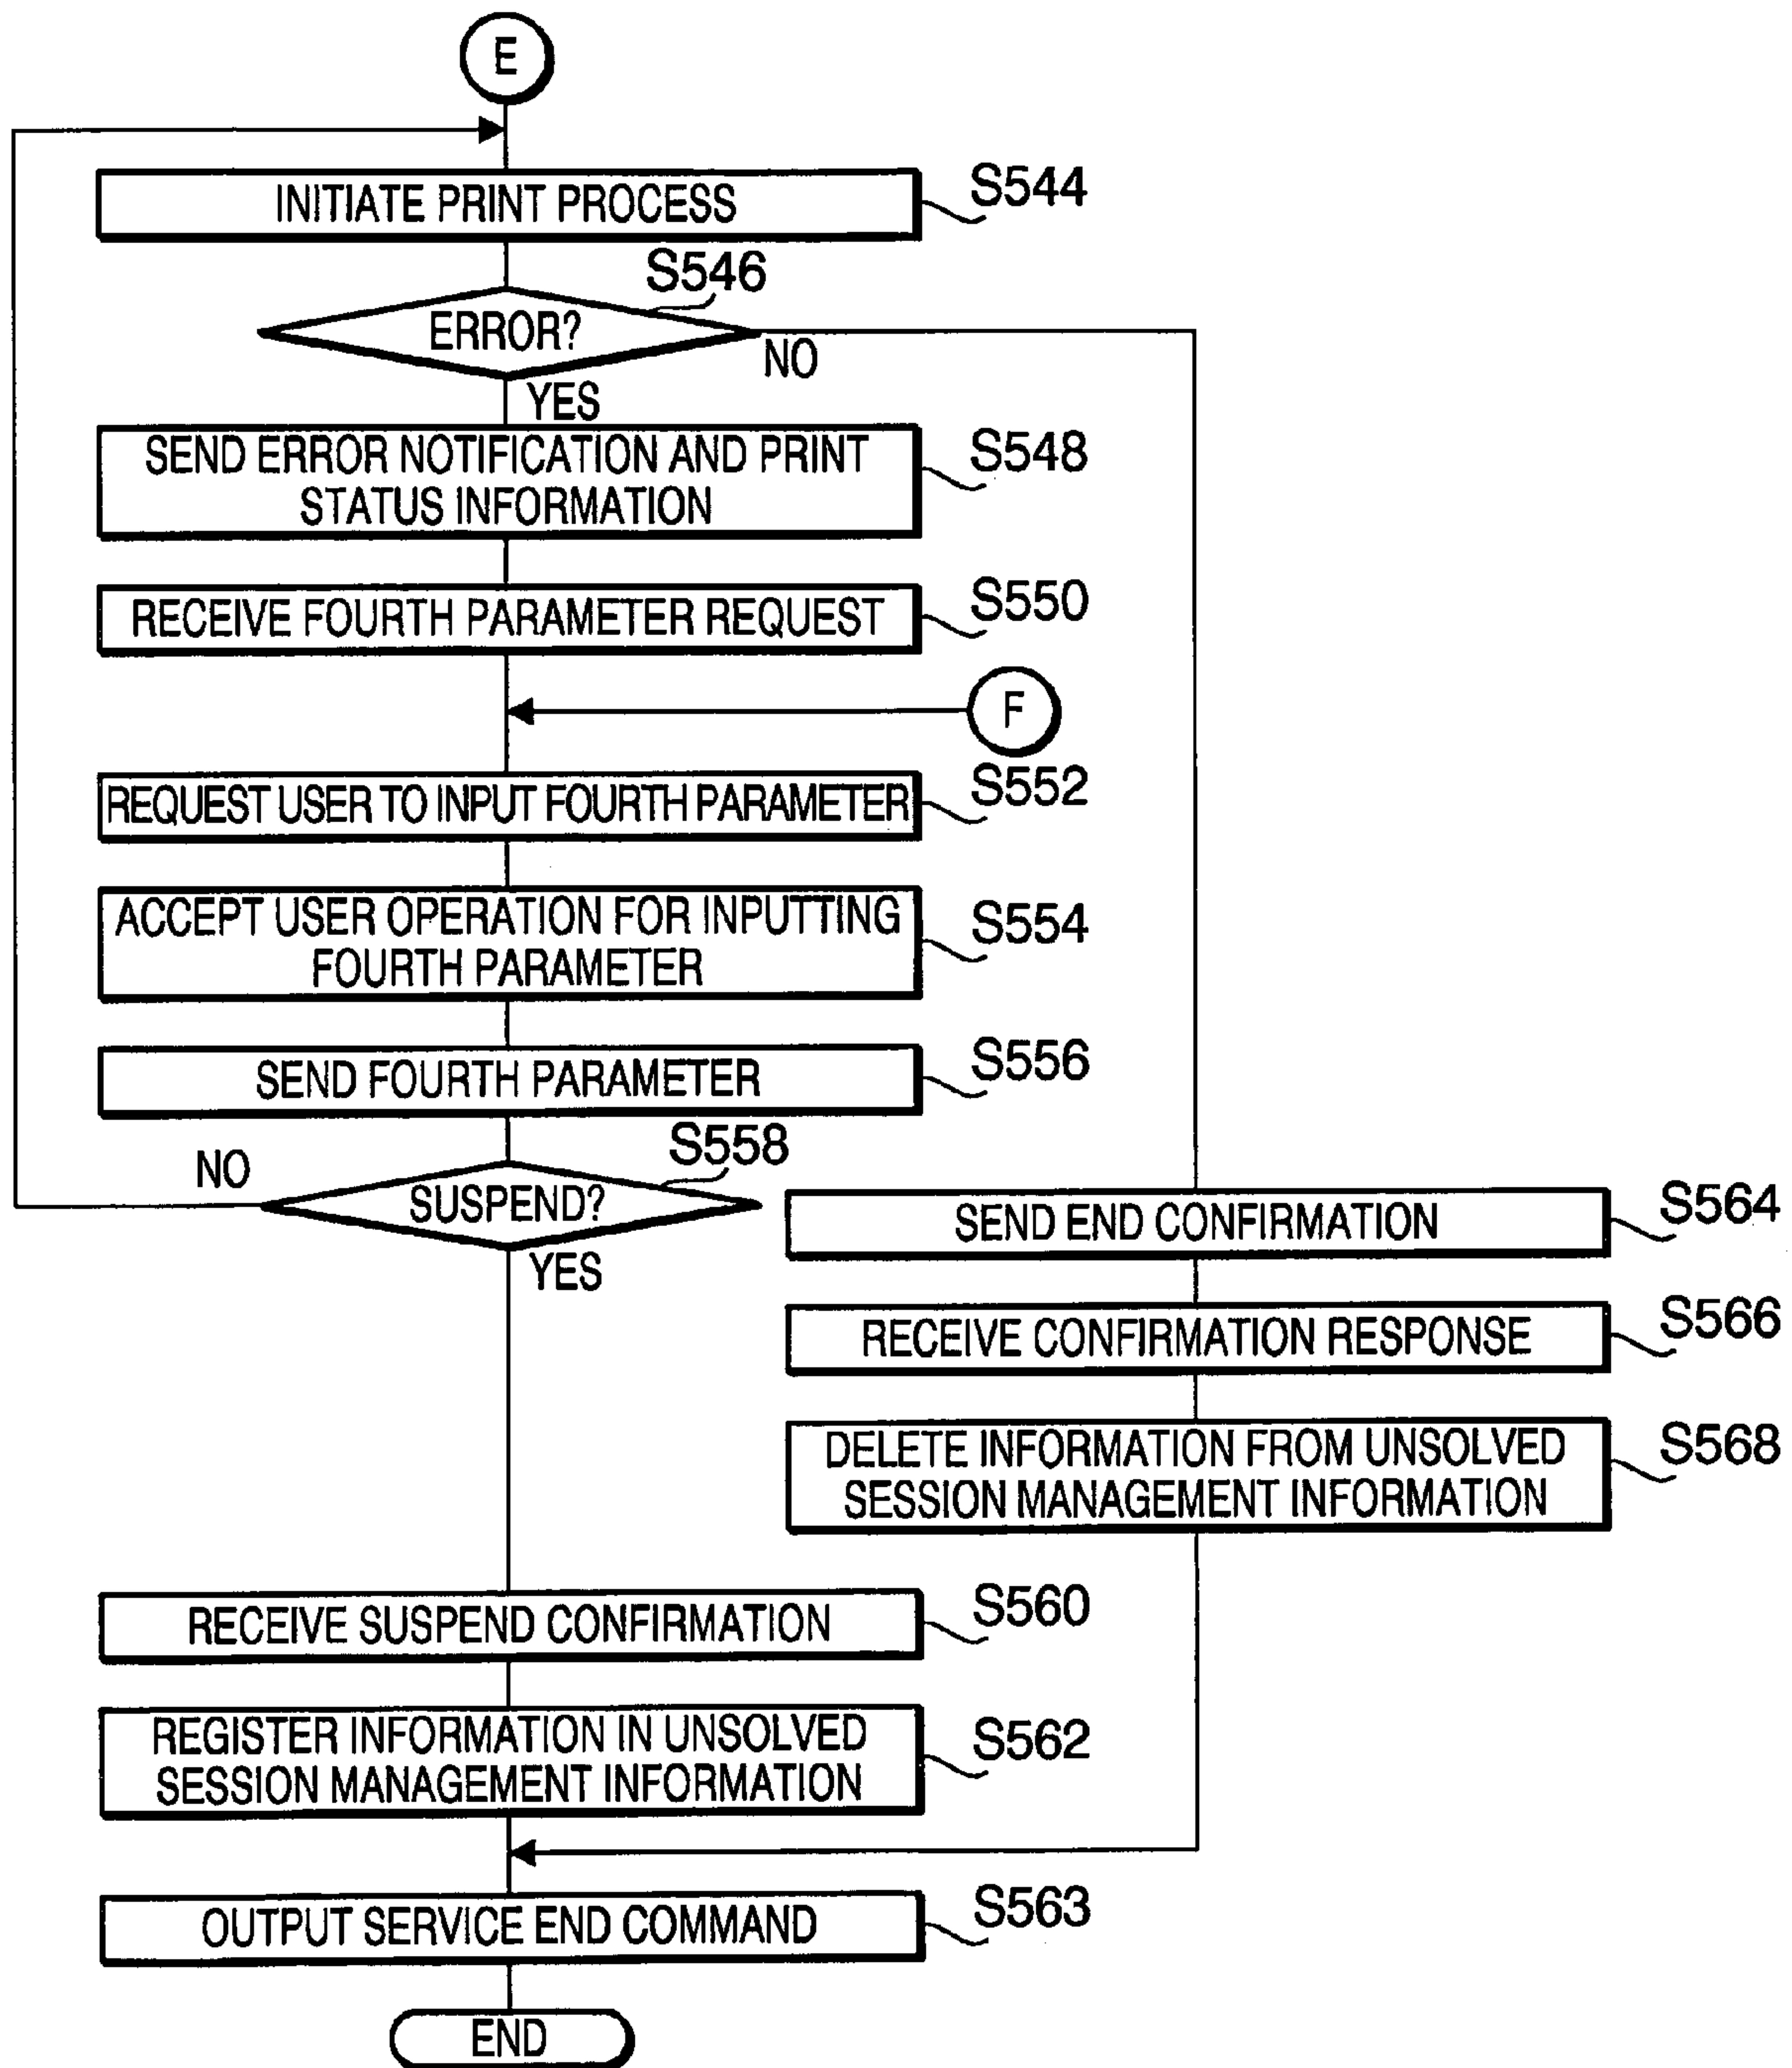 E
INITIATE PRINT PROCESS
S544
S546
ERROR?
NO
YES
SEND ERROR NOTIFICATION AND PRINT
STATUS INFORMATION
S548
RECEIVE FOURTH PARAMETER REQUEST
S550
F
REQUEST USER TO INPUT FOURTH PARAMETER
S552
ACCEPT USER OPERATION FOR INPUTTING
FOURTH PARAMETER
S554
SEND FOURTH PARAMETER
S556
S558
NO
SUSPEND?
YES
SEND END CONFIRMATION
S564
RECEIVE CONFIRMATION RESPONSE
S566
DELETE INFORMATION FROM UNSOLVED
SESSION MANAGEMENT INFORMATION
S568
RECEIVE SUSPEND CONFIRMATION
S560
REGISTER INFORMATION IN UNSOLVED
SESSION MANAGEMENT INFORMATION
S562
OUTPUT SERVICE END COMMAND
S563
END